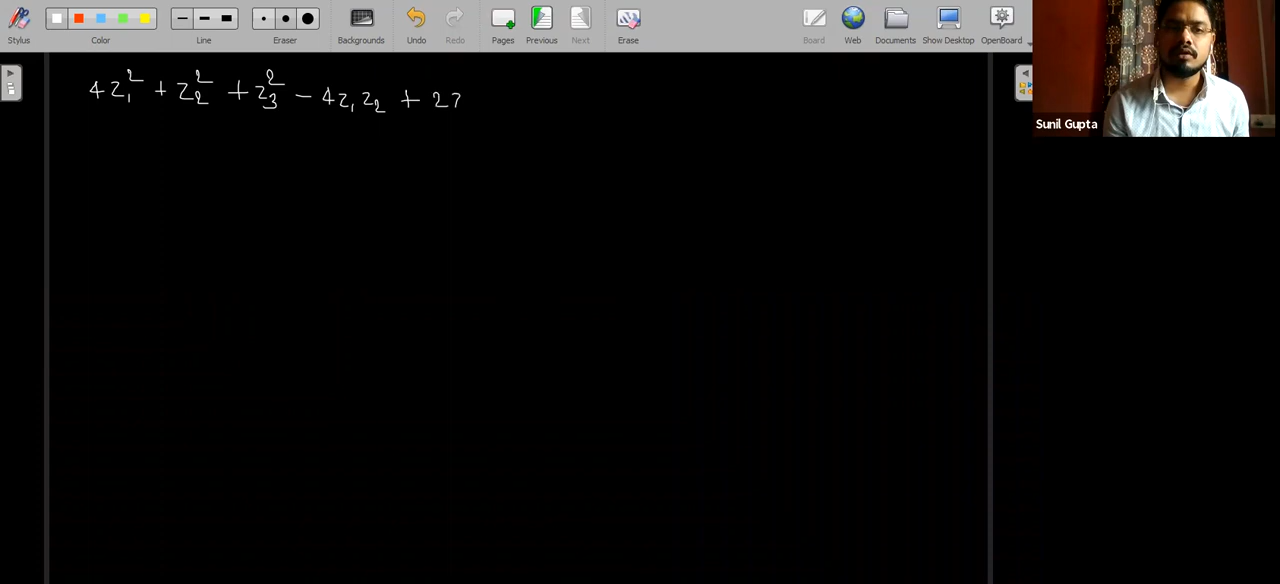 Stylus Color Line Eraser Backgrounds Undo Redo Pages Previous Next Erase Board Web Documents Show Desktop OpenBoard
4z₁² + z₂² + z₃² - 4z₁z₂ + 2z
Sunil Gupta